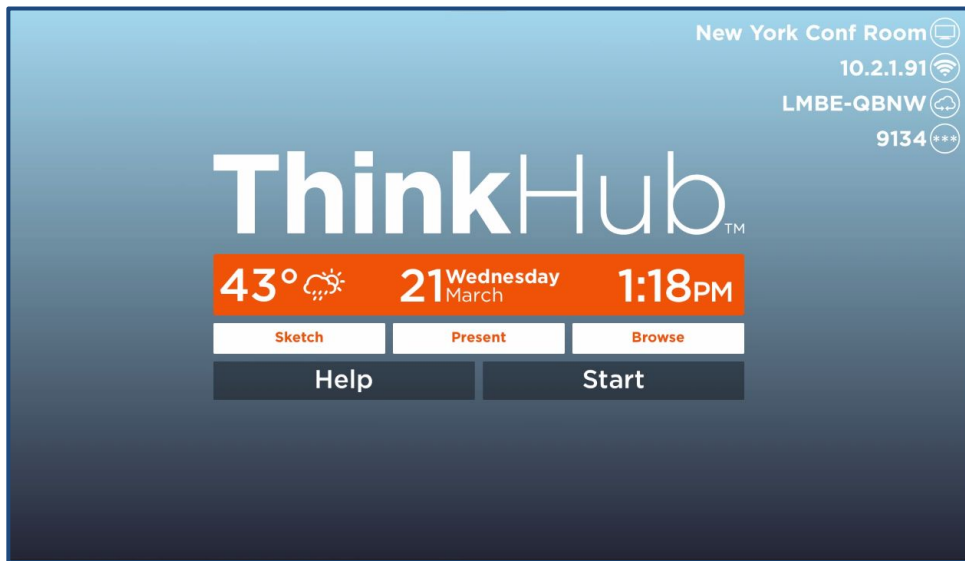 New York Conf Room
10.2.1.91
LMBE-QBNW
9134 ***
ThinkHub™
43° 21 Wednesday March 1:18PM
Sketch Present Browse
Help Start